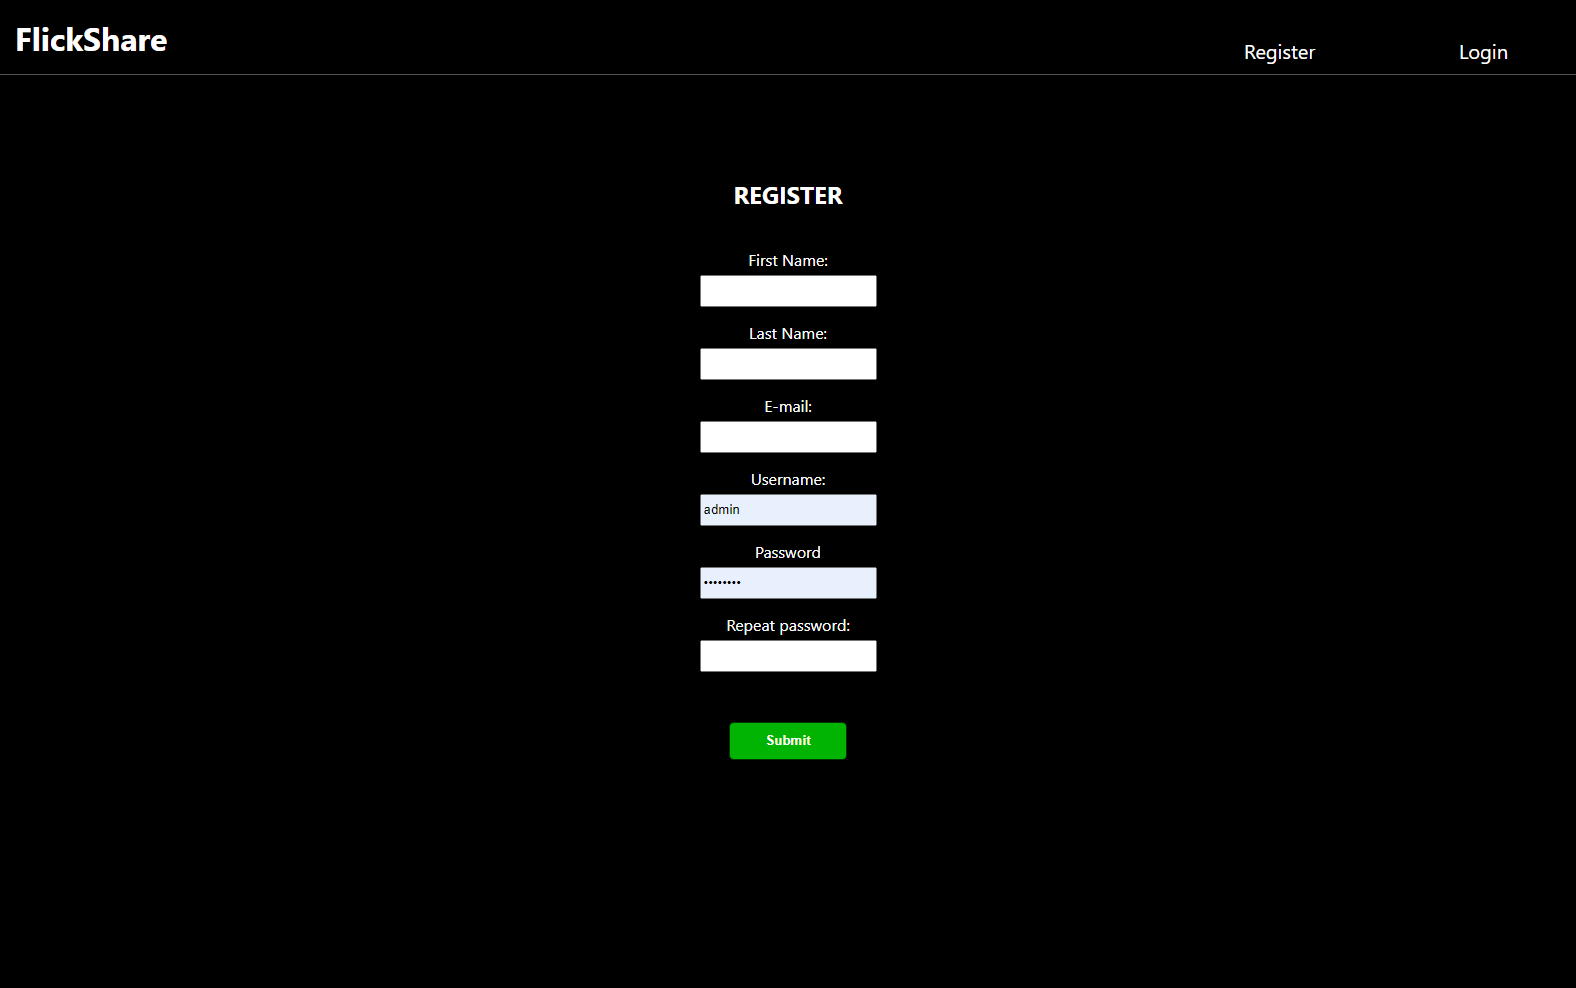 FlickShare
Register
Login
REGISTER
First Name:
Last Name:
E-mail:
Username:
admin
Password
••••••••
Repeat password:
Submit